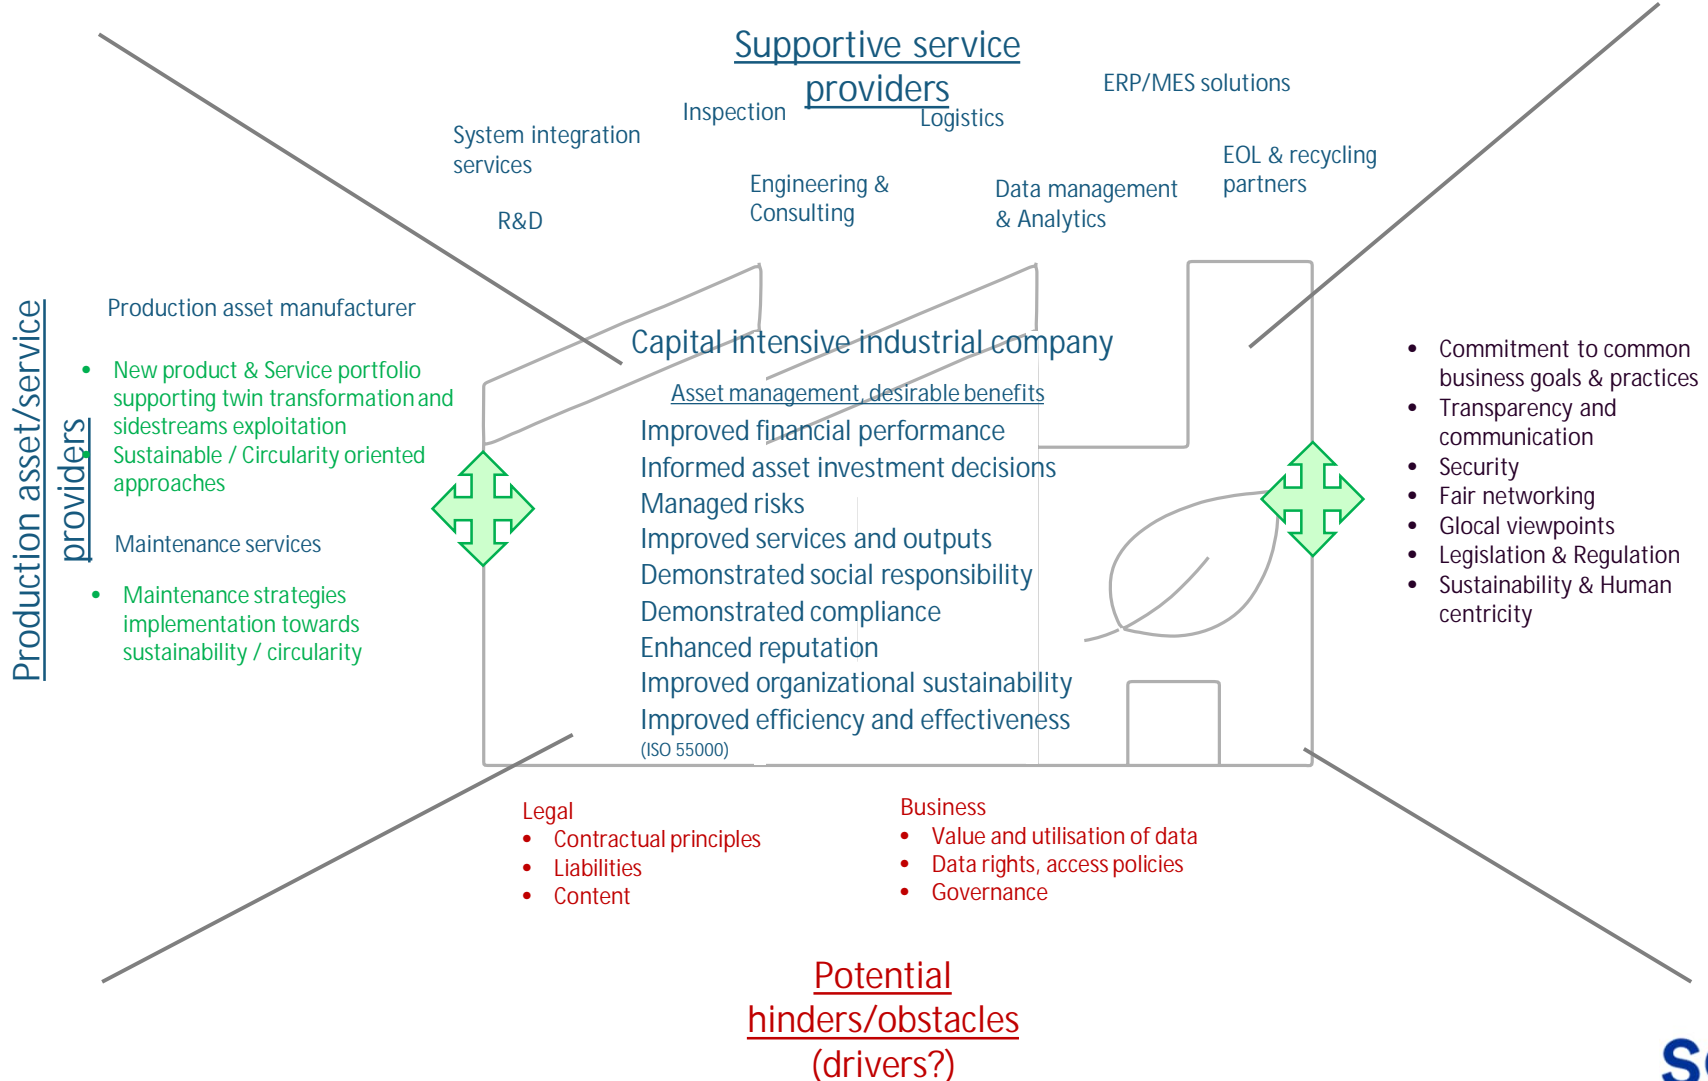 Supportive service
providers
ERP/MES solutions
Inspection
Logistics
System integration
services
EOL & recycling
partners
Engineering &
Consulting
Data management
& Analytics
R&D
Production asset/service
providers
Production asset manufacturer
• New product & Service portfolio
supporting twin transformation and
sidestreams exploitation
• Sustainable / Circularity oriented
approaches
Maintenance services
• Maintenance strategies
implementation towards
sustainability / circularity
Capital intensive industrial company
Asset management, desirable benefits
Improved financial performance
Informed asset investment decisions
Managed risks
Improved services and outputs
Demonstrated social responsibility
Demonstrated compliance
Enhanced reputation
Improved organizational sustainability
Improved efficiency and effectiveness
(ISO 55000)
• Commitment to common
business goals & practices
• Transparency and
communication
• Security
• Fair networking
• Glocal viewpoints
• Legislation & Regulation
• Sustainability & Human
centricity
Legal
• Contractual principles
• Liabilities
• Content
Business
• Value and utilisation of data
• Data rights, access policies
• Governance
Potential
hinders/obstacles
(drivers?)